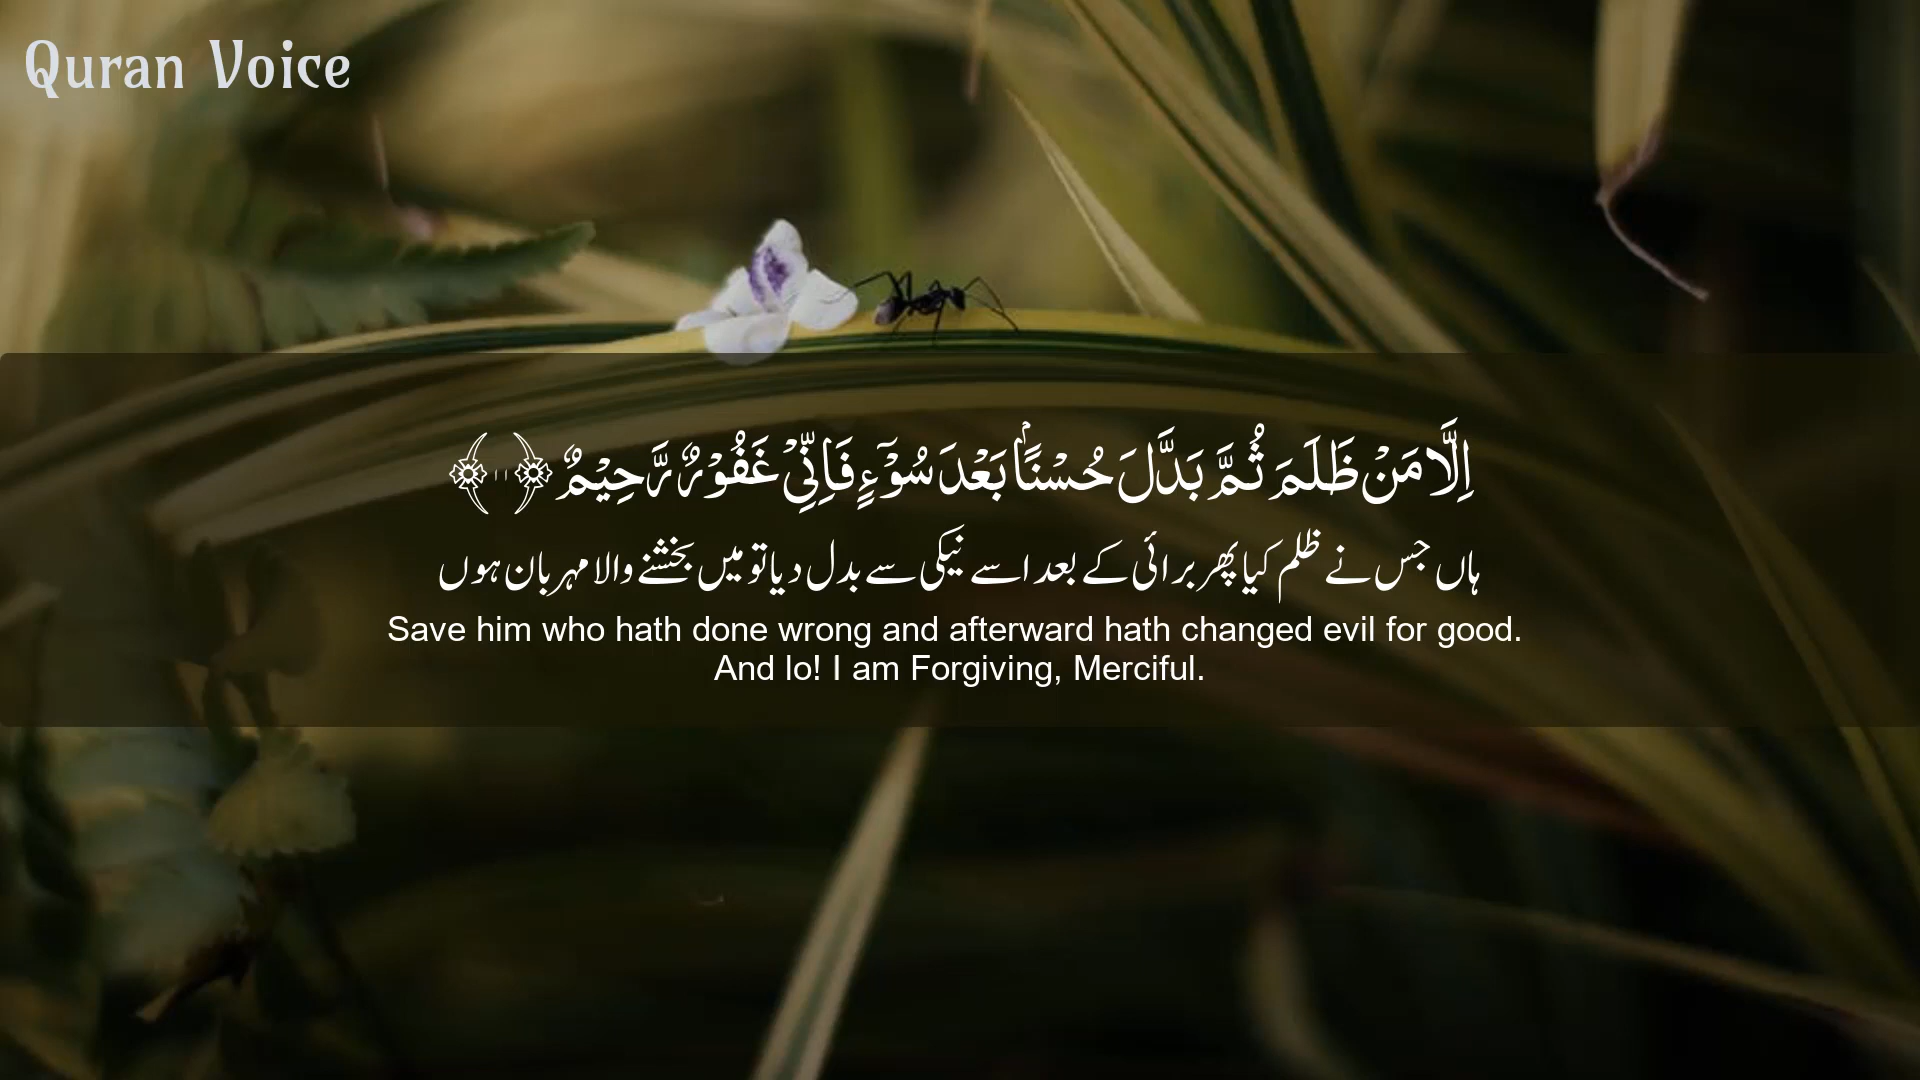 Quran Voice
اِلَّا مَنْ ظَلَمَ ثُمَّ بَدَّلَ حُسْنًۢا بَعْدَ سُوْٓءٍ فَاِنِّیْ غَفُوْرٌ رَّحِیْمٌ ﴿۱۱﴾
ہاں جس نے ظلم کیا پھر برائی کے بعد اسے نیکی سے بدل دیا تو میں بخشنے والا مہربان ہوں
Save him who hath done wrong and afterward hath changed evil for good.
And lo! I am Forgiving, Merciful.